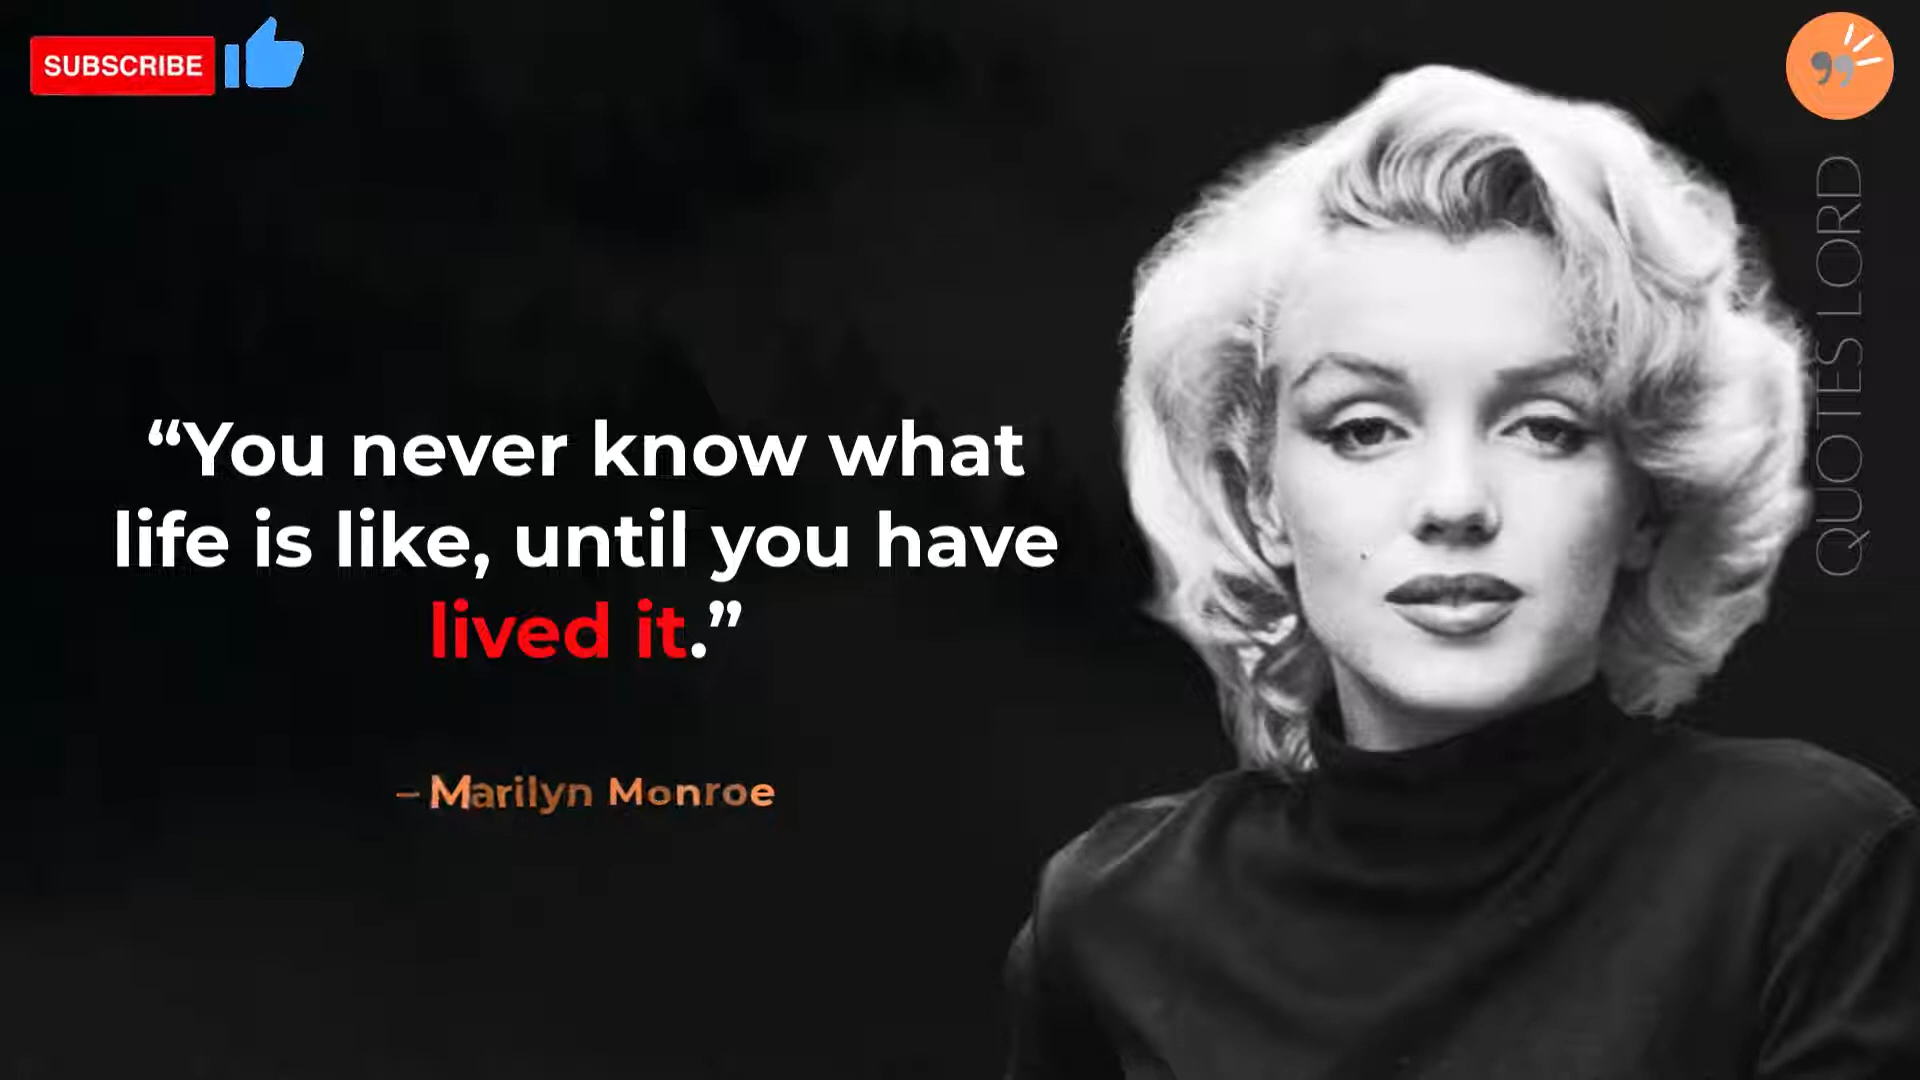 SUBSCRIBE
“You never know what
life is like, until you have
lived it.”
– Marilyn Monroe
QUOTES LORD